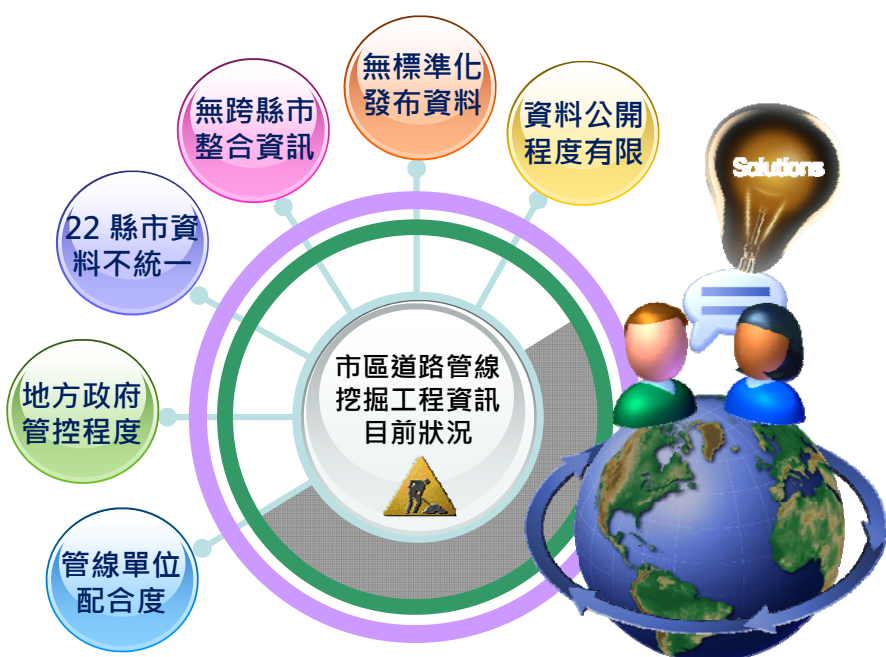 無標準化
發布資料
無跨縣市
整合資訊
資料公開
程度有限
Solutions
22 縣市資
料不統一
市區道路管線
挖掘工程資訊
目前狀況
地方政府
管控程度
管線單位
配合度